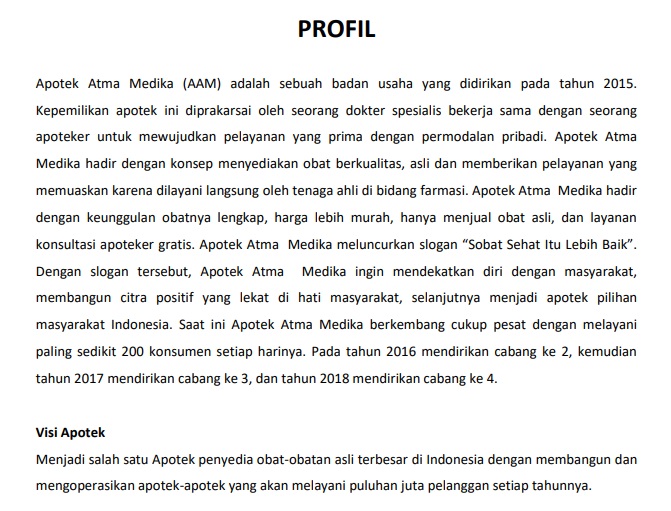 PROFIL
Apotek Atma Medika (AAM) adalah sebuah badan usaha yang didirikan pada tahun 2015.
Kepemilikan apotek ini diprakarsai oleh seorang dokter spesialis bekerja sama dengan seorang
apoteker untuk mewujudkan pelayanan yang prima dengan permodalan pribadi. Apotek Atma
Medika hadir dengan konsep menyediakan obat berkualitas, asli dan memberikan pelayanan yang
memuaskan karena dilayani langsung oleh tenaga ahli di bidang farmasi. Apotek Atma Medika hadir
dengan keunggulan obatnya lengkap, harga lebih murah, hanya menjual obat asli, dan layanan
konsultasi apoteker gratis. Apotek Atma Medika meluncurkan slogan “Sobat Sehat Itu Lebih Baik”.
Dengan slogan tersebut, Apotek Atma Medika ingin mendekatkan diri dengan masyarakat,
membangun citra positif yang lekat di hati masyarakat, selanjutnya menjadi apotek pilihan
masyarakat Indonesia. Saat ini Apotek Atma Medika berkembang cukup pesat dengan melayani
paling sedikit 200 konsumen setiap harinya. Pada tahun 2016 mendirikan cabang ke 2, kemudian
tahun 2017 mendirikan cabang ke 3, dan tahun 2018 mendirikan cabang ke 4.
Visi Apotek
Menjadi salah satu Apotek penyedia obat-obatan asli terbesar di Indonesia dengan membangun dan
mengoperasikan apotek-apotek yang akan melayani puluhan juta pelanggan setiap tahunnya.